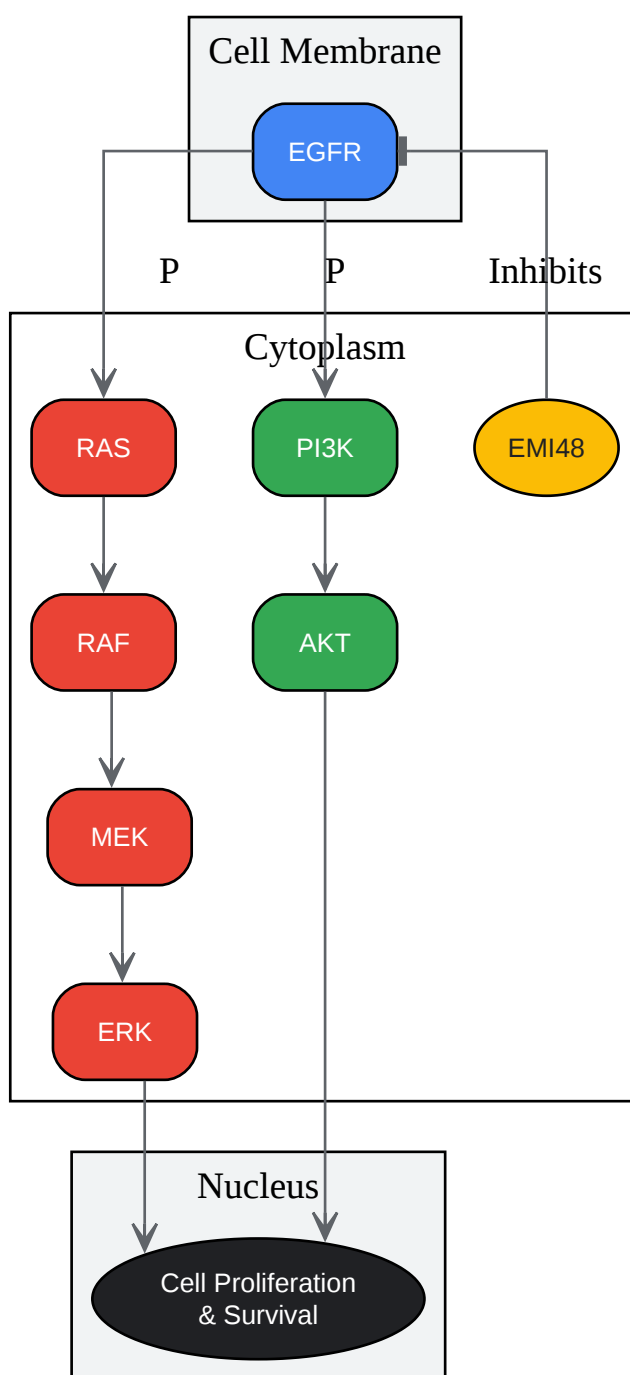 Cell Membrane
EGFR
P
P
Inhibits
Cytoplasm
RAS
PI3K
EMI48
RAF
AKT
MEK
ERK
Nucleus
Cell Proliferation
& Survival